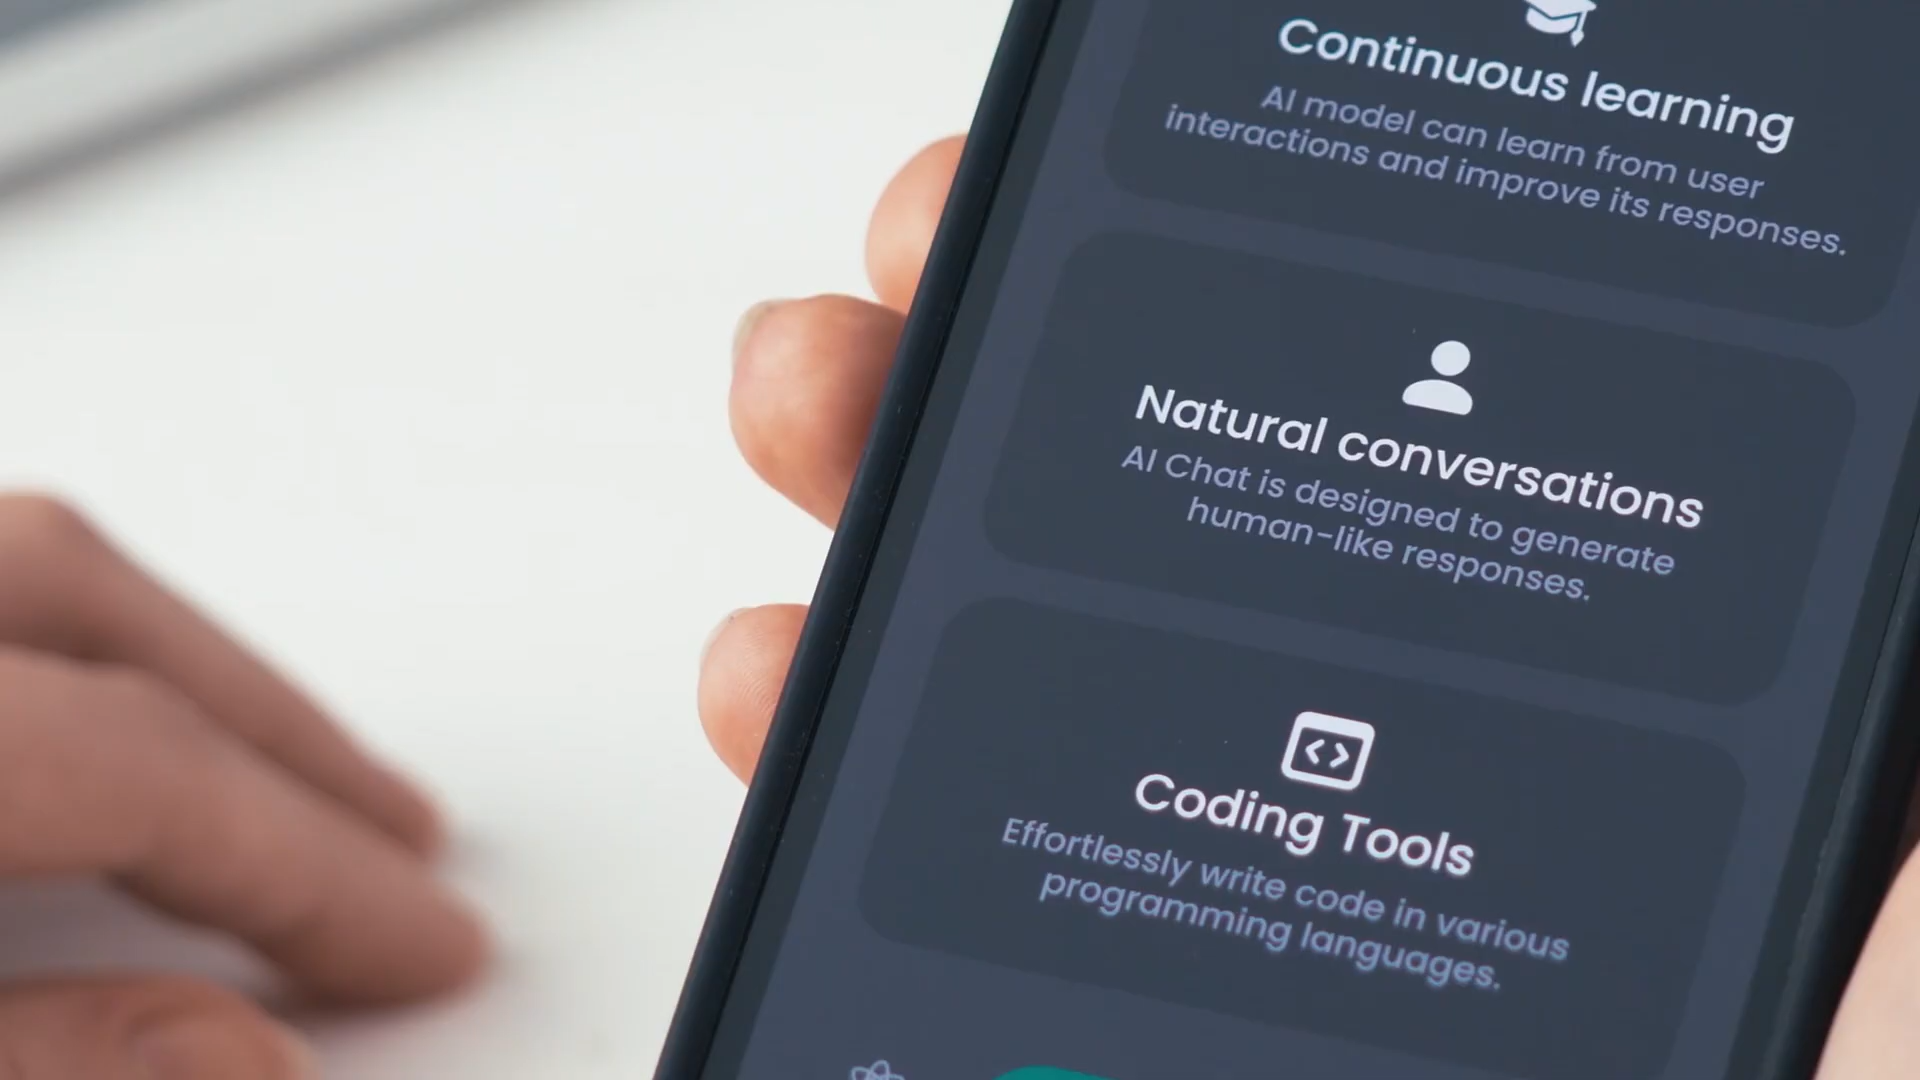 Continuous learning
AI model can learn from user
interactions and improve its responses.
Natural conversations
AI Chat is designed to generate
human-like responses.
Coding Tools
Effortlessly write code in various
programming languages.